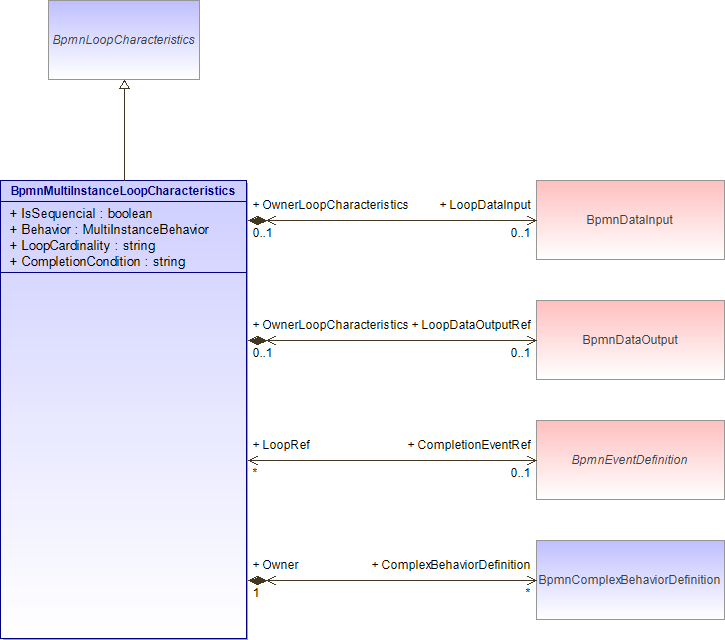 BpmnLoopCharacteristics
BpmnMultiInstanceLoopCharacteristics
+ IsSequencial : boolean
+ Behavior : MultiInstanceBehavior
+ LoopCardinality : string
+ CompletionCondition : string
+ OwnerLoopCharacteristics
+ LoopDataInput
0..1
0..1
BpmnDataInput
+ OwnerLoopCharacteristics
+ LoopDataOutputRef
0..1
0..1
BpmnDataOutput
+ LoopRef
+ CompletionEventRef
*
0..1
BpmnEventDefinition
+ Owner
+ ComplexBehaviorDefinition
1
*
BpmnComplexBehaviorDefinition